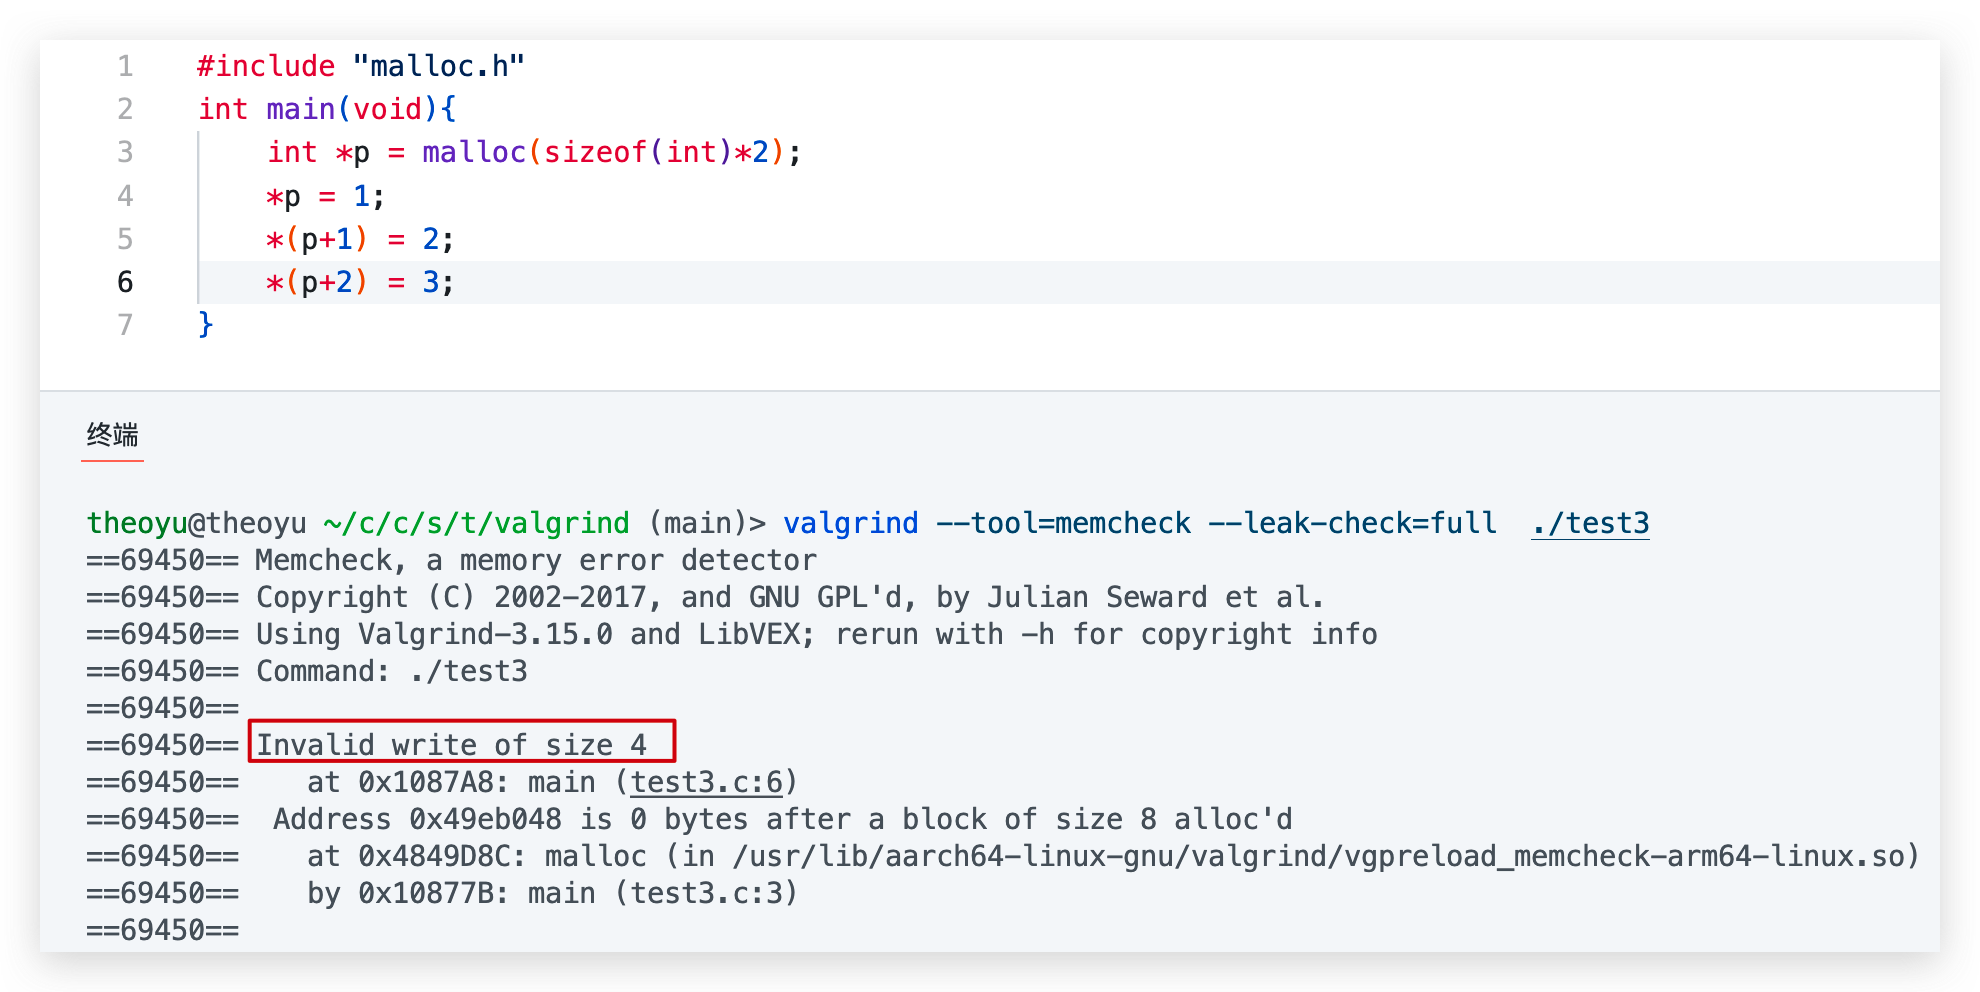 1 #include "malloc.h"
2 int main(void){
3 int *p = malloc(sizeof(int)*2);
4 *p = 1;
5 *(p+1) = 2;
6 *(p+2) = 3;
7 }
终端
theoyu@theoyu ~/c/c/s/t/valgrind (main)> valgrind --tool=memcheck --leak-check=full ./test3
==69450== Memcheck, a memory error detector
==69450== Copyright (C) 2002-2017, and GNU GPL'd, by Julian Seward et al.
==69450== Using Valgrind-3.15.0 and LibVEX; rerun with -h for copyright info
==69450== Command: ./test3
==69450==
==69450== Invalid write of size 4
==69450== at 0x1087A8: main (test3.c:6)
==69450== Address 0x49eb048 is 0 bytes after a block of size 8 alloc'd
==69450== at 0x4849D8C: malloc (in /usr/lib/aarch64-linux-gnu/valgrind/vgpreload_memcheck-arm64-linux.so)
==69450== by 0x10877B: main (test3.c:3)
==69450==